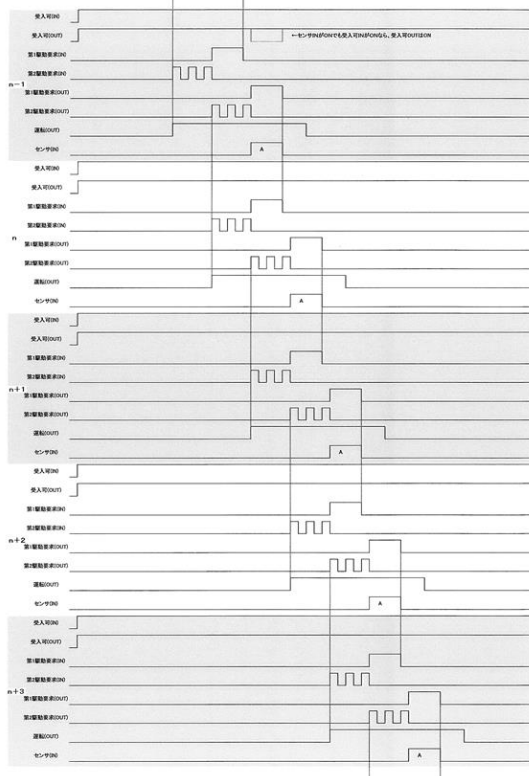 受入可(IN)
受入可(OUT)
←センサINがONでも受入可INがONなら、受入可OUTはON
第1駆動要求(IN)
第2駆動要求(IN)
n−1
第1駆動要求(OUT)
第2駆動要求(OUT)
運転(OUT)
センサ(IN)
A
受入可(IN)
受入可(OUT)
第1駆動要求(IN)
第2駆動要求(IN)
n
第1駆動要求(OUT)
第2駆動要求(OUT)
運転(OUT)
センサ(IN)
A
受入可(IN)
受入可(OUT)
第1駆動要求(IN)
第2駆動要求(IN)
n+1
第1駆動要求(OUT)
第2駆動要求(OUT)
運転(OUT)
センサ(IN)
A
受入可(IN)
受入可(OUT)
第1駆動要求(IN)
第2駆動要求(IN)
n+2
第1駆動要求(OUT)
第2駆動要求(OUT)
運転(OUT)
センサ(IN)
A
受入可(IN)
受入可(OUT)
第1駆動要求(IN)
第2駆動要求(IN)
n+3
第1駆動要求(OUT)
第2駆動要求(OUT)
運転(OUT)
センサ(IN)
A